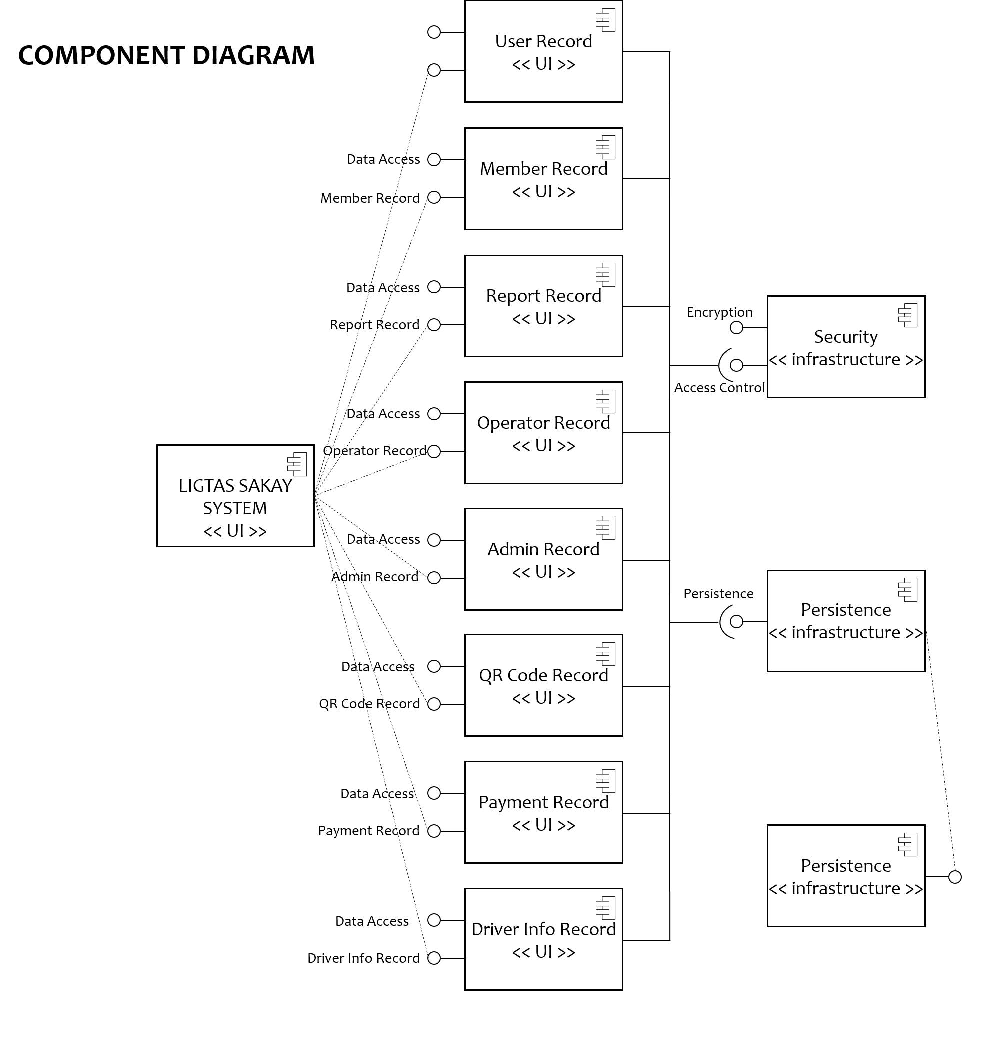 COMPONENT DIAGRAM
User Record
<< UI >>
Data Access
Member Record
Member Record
<< UI >>
Data Access
Report Record
Report Record
<< UI >>
Encryption
Access Control
Security
<< infrastructure >>
Data Access
Operator Record
Operator Record
<< UI >>
LIGTAS SAKAY
SYSTEM
<< UI >>
Data Access
Admin Record
Admin Record
<< UI >>
Persistence
Persistence
<< infrastructure >>
Data Access
QR Code Record
QR Code Record
<< UI >>
Data Access
Payment Record
Payment Record
<< UI >>
Persistence
<< infrastructure >>
Data Access
Driver Info Record
Driver Info Record
<< UI >>